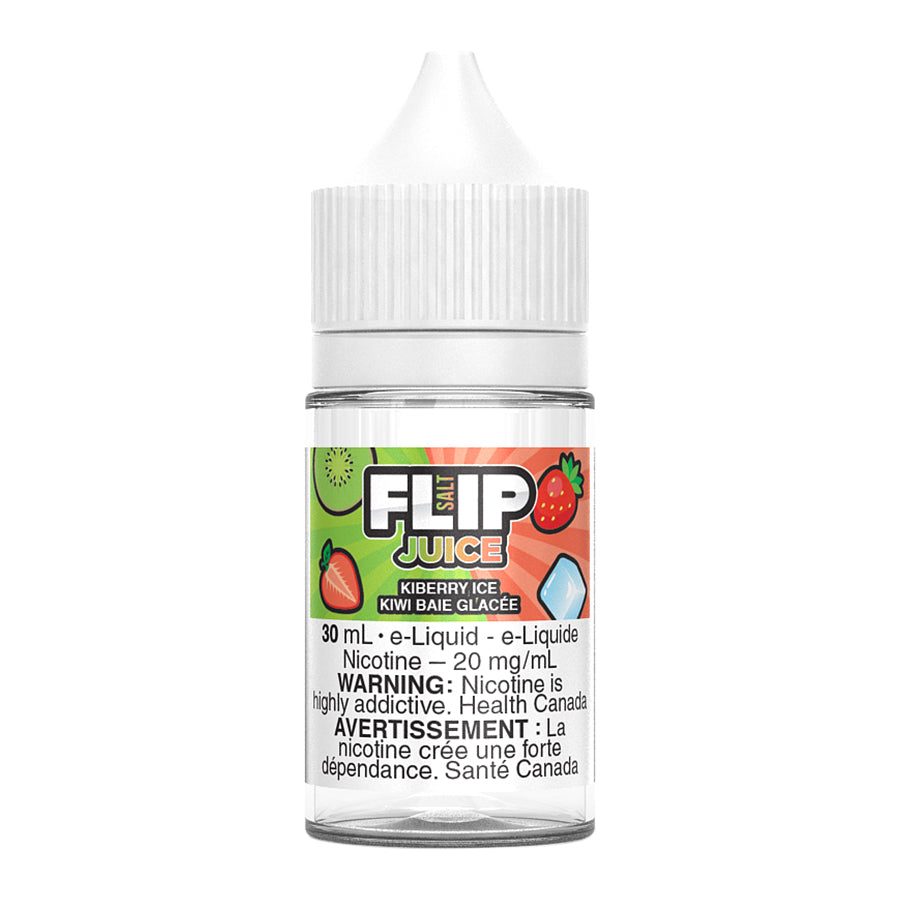 FLIP
SALT
JUICE
KIBERRY ICE
KIWI BAIE GLACÉE
30 mL • e-Liquid - e-Liquide
Nicotine – 20 mg/mL
WARNING: Nicotine is
highly addictive. Health Canada
AVERTISSEMENT : La
nicotine crée une forte
dépendance. Santé Canada